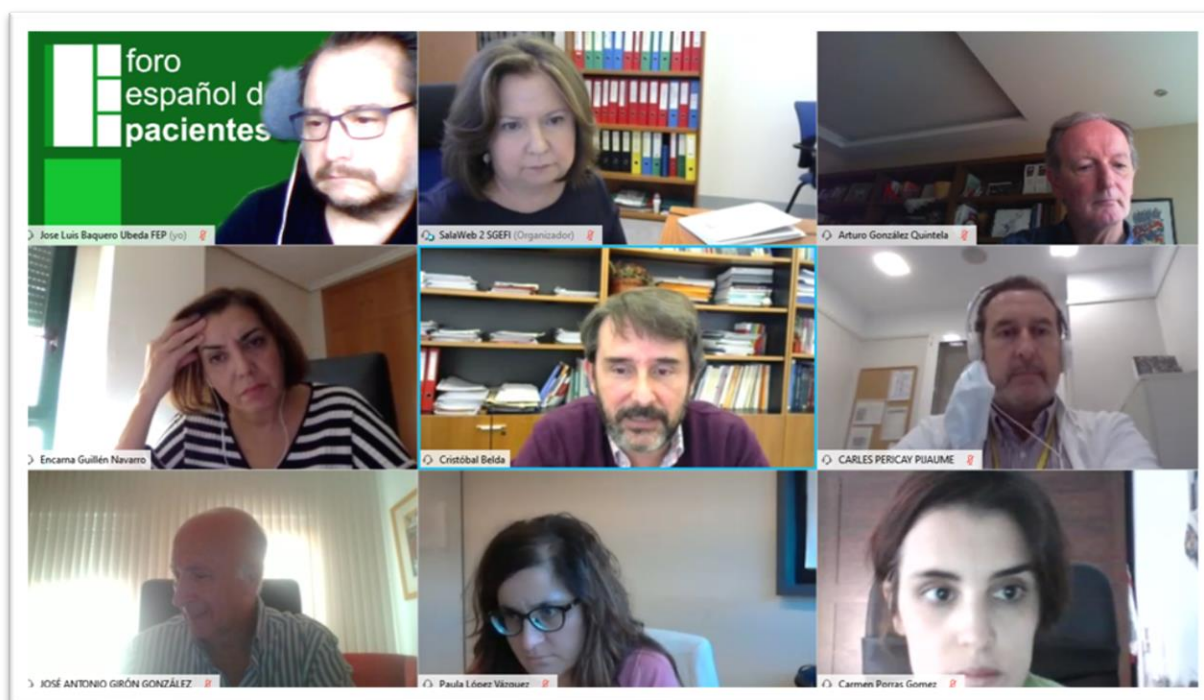 foro
español d
pacientes
Jose Luis Baquero Ubeda FEP (yo)
SalaWeb 2 SGEFI (Organizador)
Arturo González Quintela
Encarna Guillén Navarro
Cristóbal Belda
CARLES PERICAY PIJAUME
JOSÉ ANTONIO GIRÓN GONZÁLEZ
Paula López Vázquez
Carmen Porras Gomez